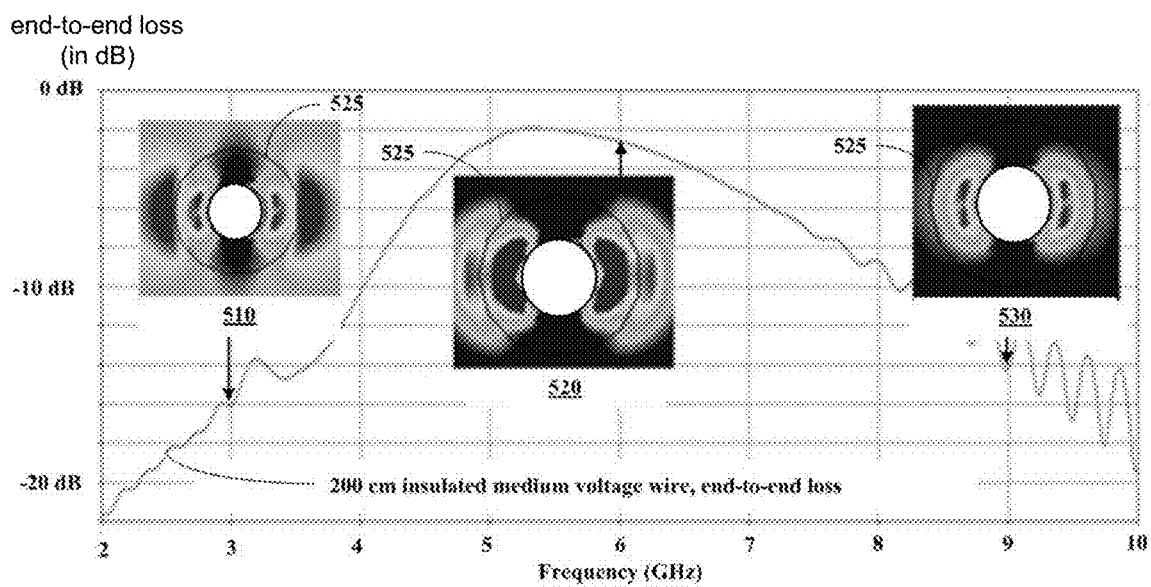 end-to-end loss
(in dB)
0 dB
525
525
525
-10 dB
510
530
520
-20 dB
200 cm insulated medium voltage wire, end-to-end loss
2 3 4 5 6 7 8 9 10
Frequency (GHz)